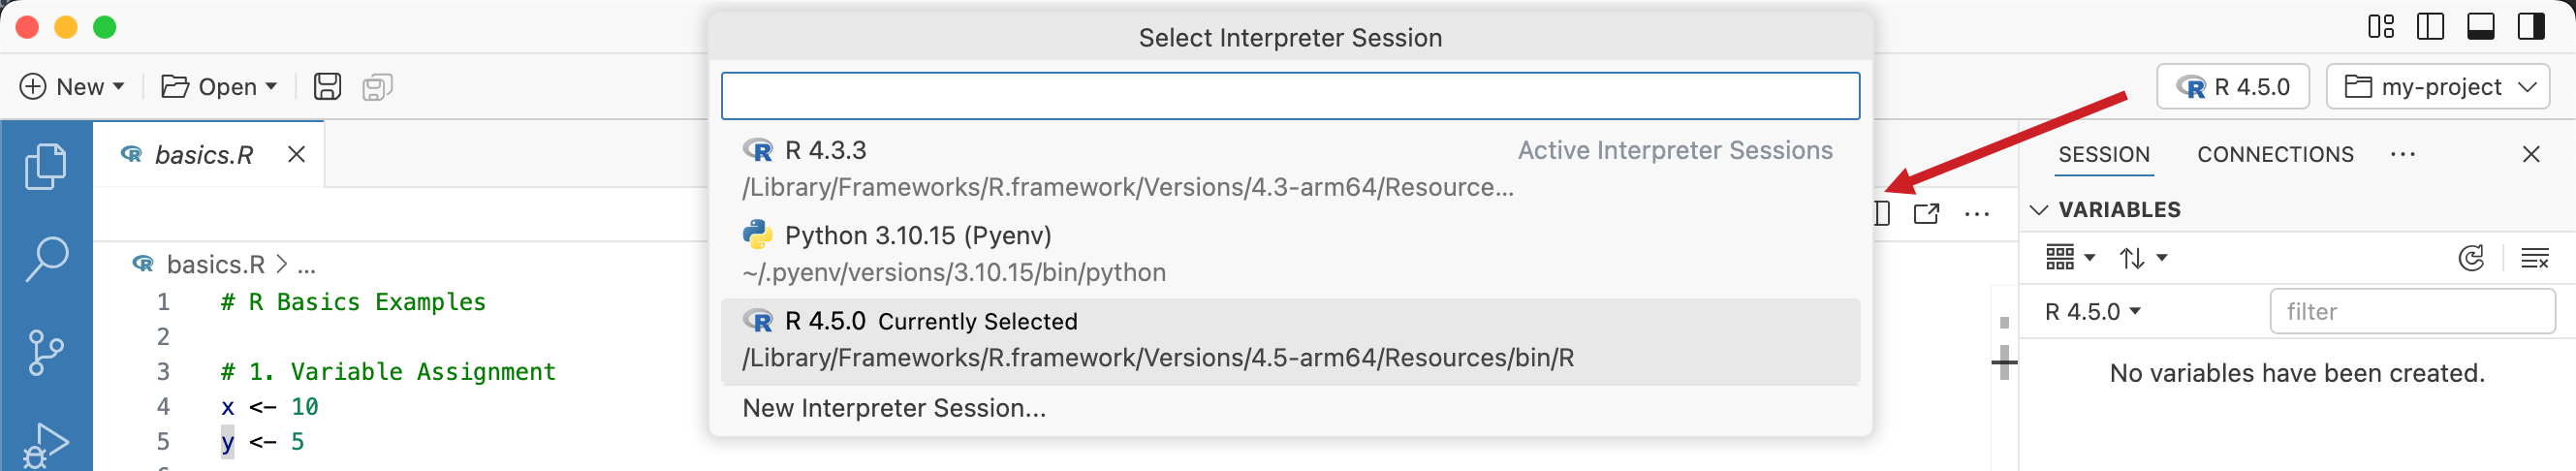 Select Interpreter Session
New
Open
R 4.5.0
my-project
basics.R
R 4.3.3
Active Interpreter Sessions
/Library/Frameworks/R.framework/Versions/4.3-arm64/Resource...
Python 3.10.15 (Pyenv)
~/.pyenv/versions/3.10.15/bin/python
R 4.5.0 Currently Selected
/Library/Frameworks/R.framework/Versions/4.5-arm64/Resources/bin/R
New Interpreter Session...
basics.R > ...
1 # R Basics Examples
2
3 # 1. Variable Assignment
4 x <- 10
5 y <- 5
SESSION
CONNECTIONS
...
VARIABLES
R 4.5.0
filter
No variables have been created.